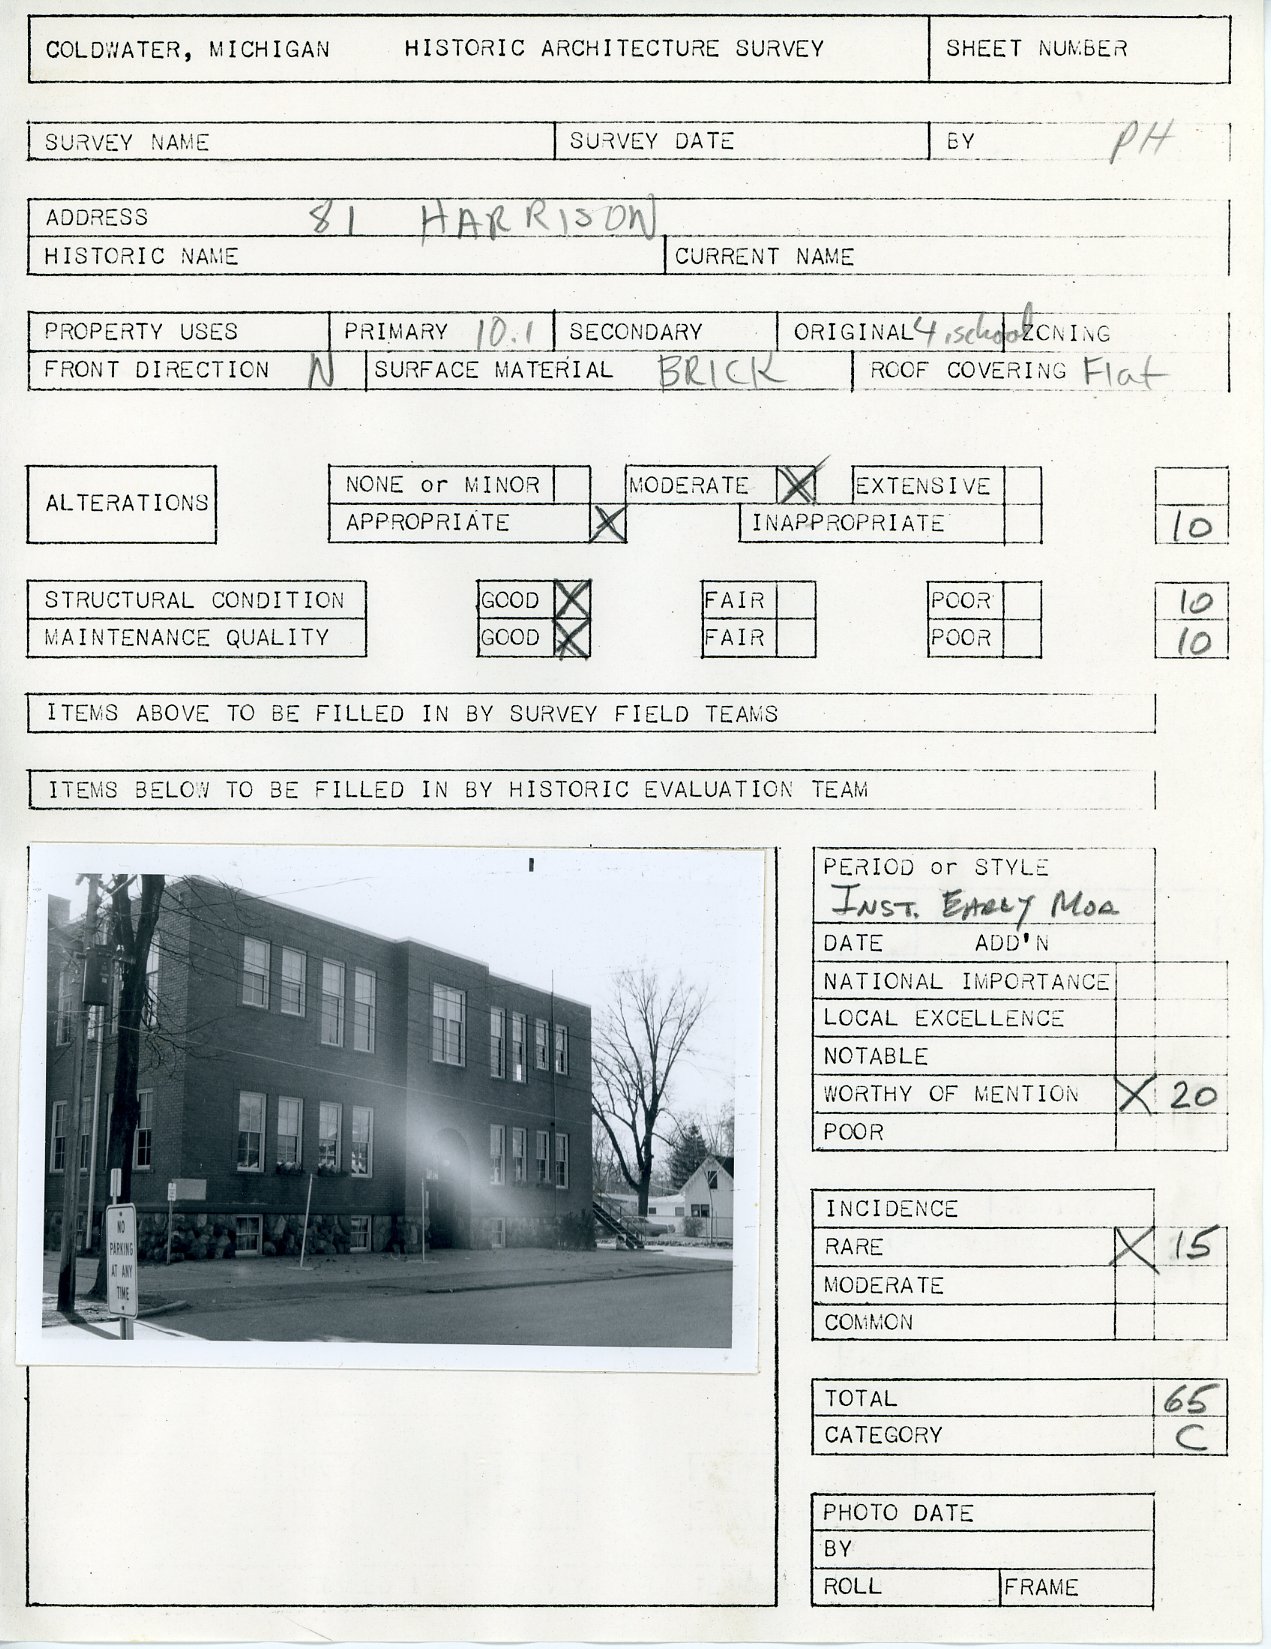 COLDWATER, MICHIGAN HISTORIC ARCHITECTURE SURVEY SHEET NUMBER
SURVEY NAME SURVEY DATE BY PH
ADDRESS 81 HARRISON
HISTORIC NAME CURRENT NAME
PROPERTY USES PRIMARY 10.1 SECONDARY ORIGINAL 4, school ZONING
FRONT DIRECTION N SURFACE MATERIAL BRICK ROOF COVERING Flat
ALTERATIONS
NONE or MINOR MODERATE X EXTENSIVE
APPROPRIATE X INAPPROPRIATE 10
STRUCTURAL CONDITION GOOD X FAIR POOR 10
MAINTENANCE QUALITY GOOD X FAIR POOR 10
ITEMS ABOVE TO BE FILLED IN BY SURVEY FIELD TEAMS
ITEMS BELOW TO BE FILLED IN BY HISTORIC EVALUATION TEAM
NO
PARKING
AT ANY
TIME
PERIOD or STYLE
INST. EARLY MOD
DATE ADD'N
NATIONAL IMPORTANCE
LOCAL EXCELLENCE
NOTABLE
WORTHY OF MENTION X 20
POOR
INCIDENCE
RARE X 15
MODERATE
COMMON
TOTAL 65
CATEGORY C
PHOTO DATE
BY
ROLL FRAME